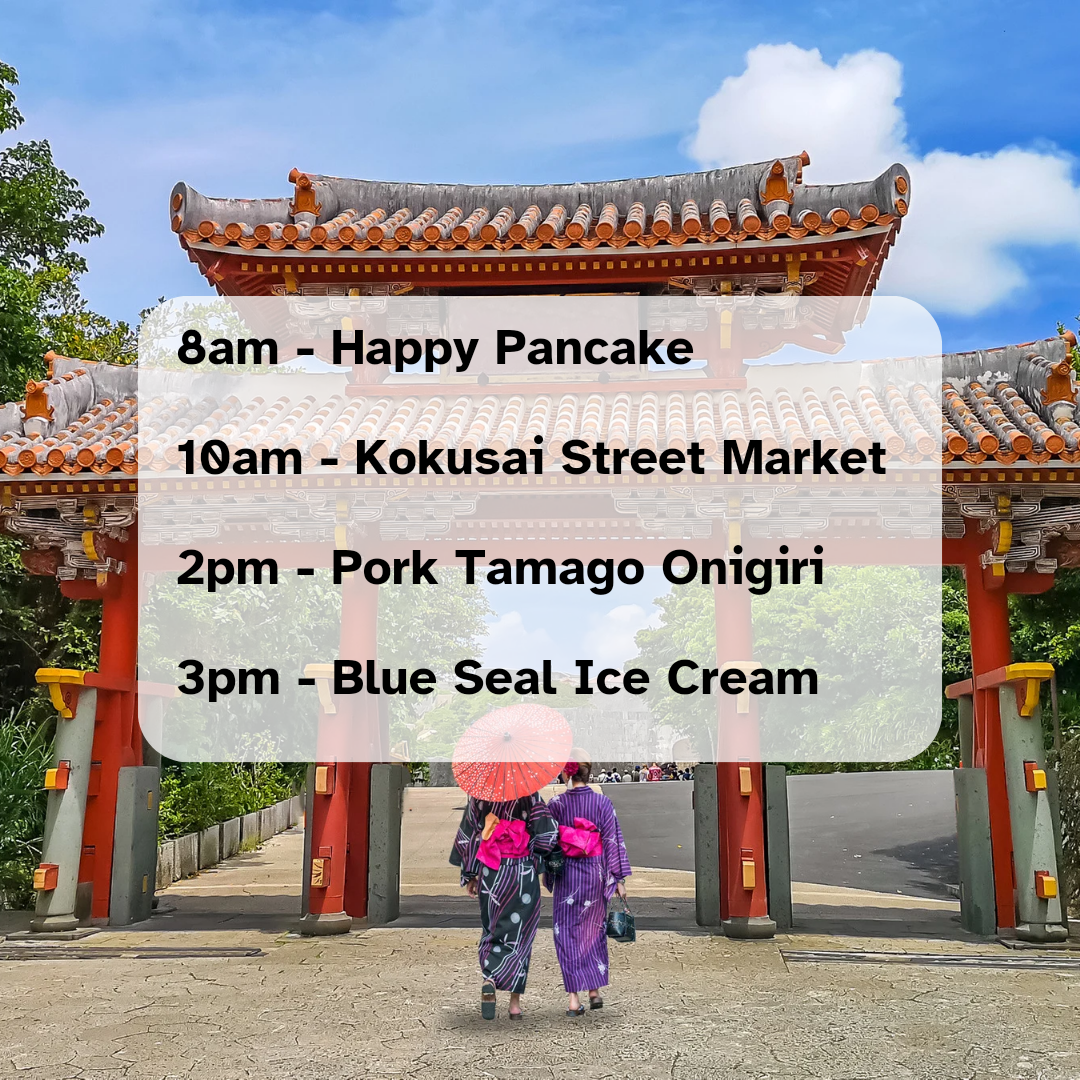 8am - Happy Pancake
10am - Kokusai Street Market
2pm - Pork Tamago Onigiri
3pm - Blue Seal Ice Cream